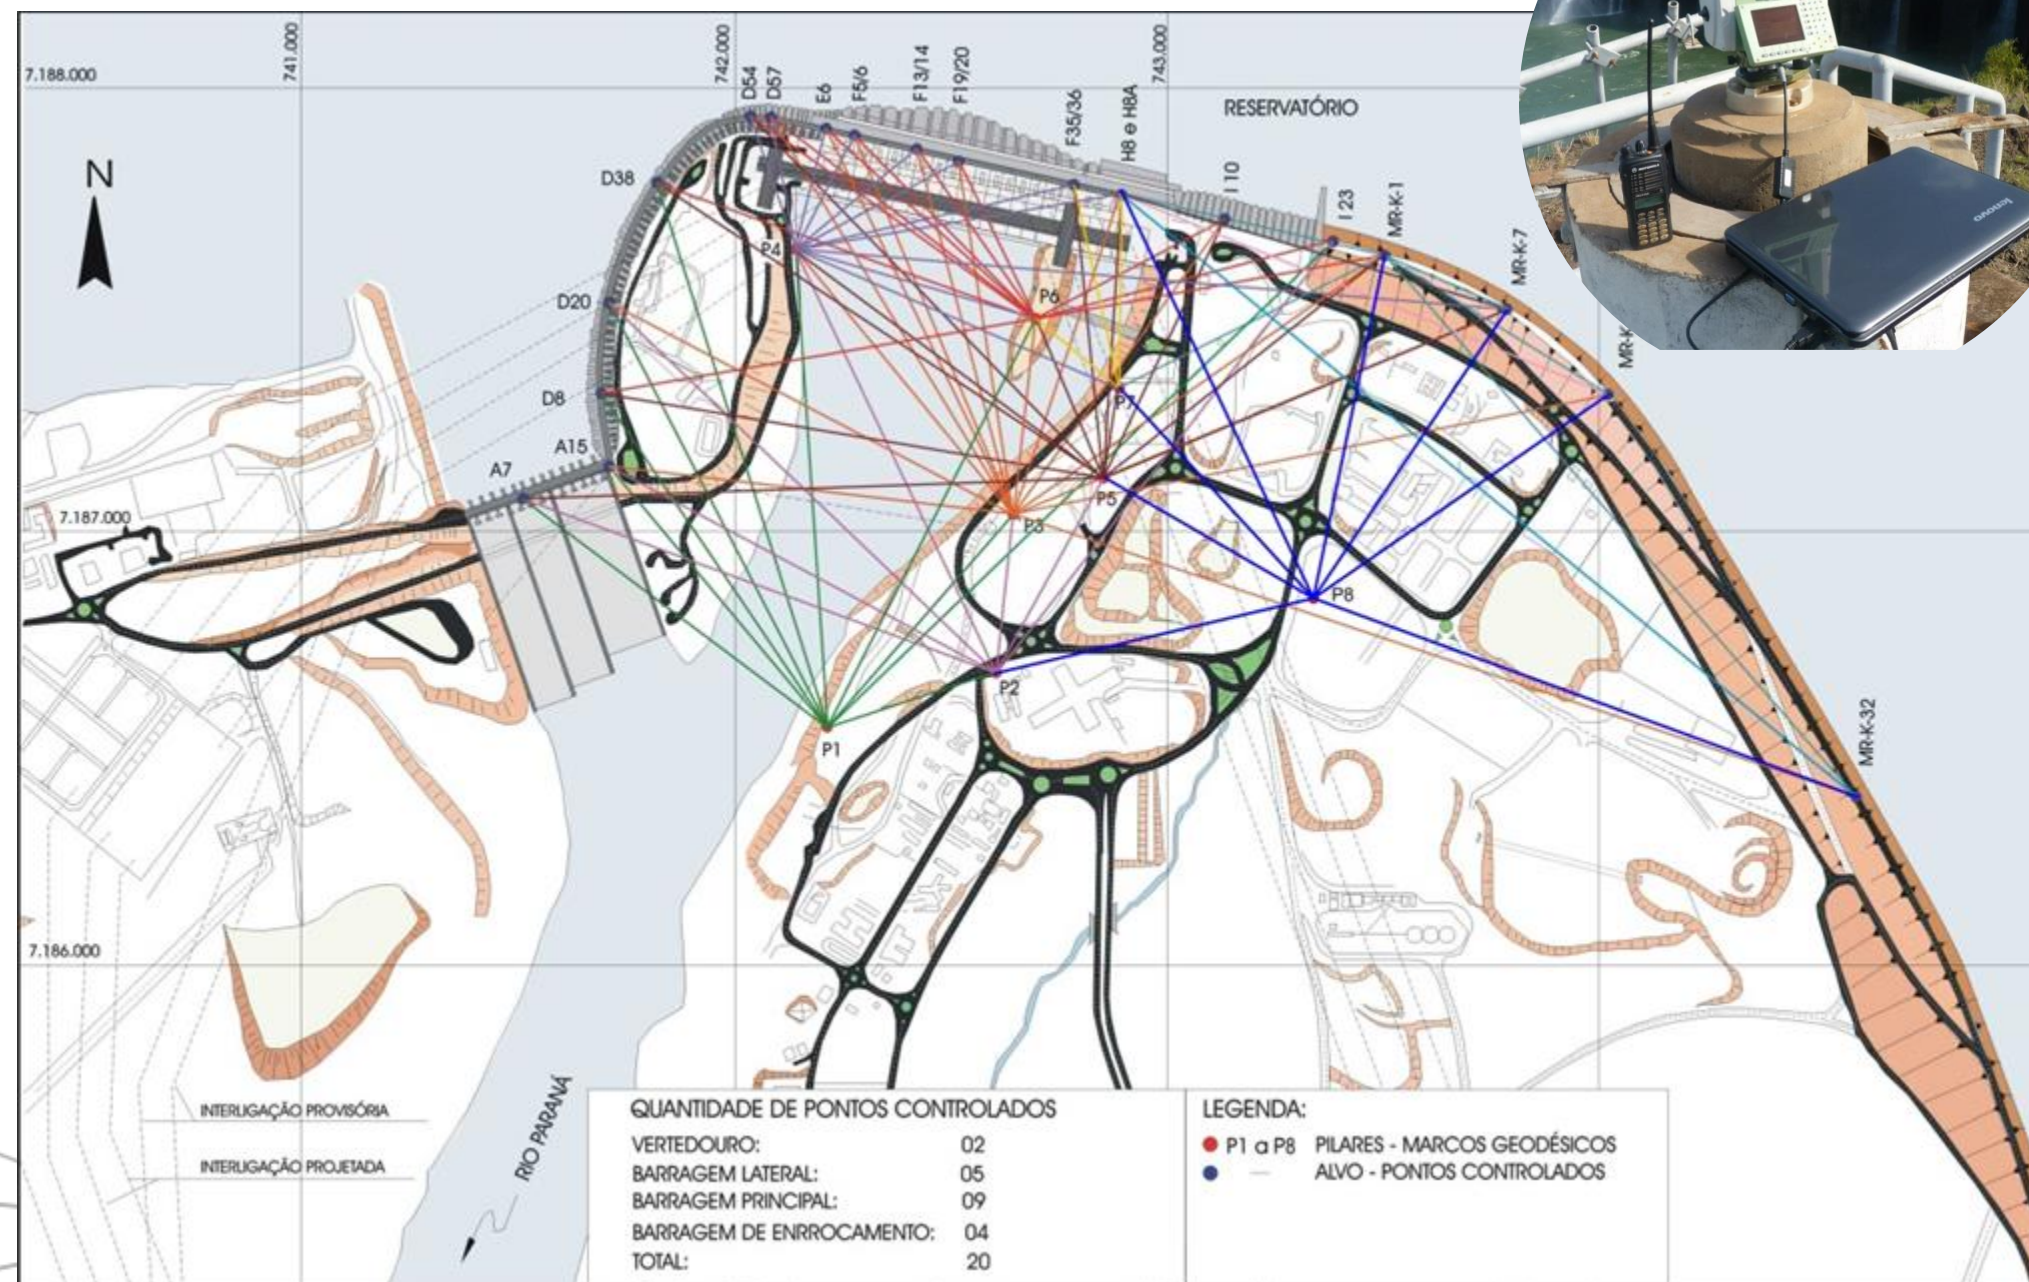 741.000
742.000
743.000
7.188.000
D54
D57
E6
F5/6
F13/14
F19/20
F35/36
H8 e H8A
RESERVATÓRIO
N
D38
I 10
I 23
MR-K-1
MR-K-7
P4
D20
P6
MR-K
D8
P7
A15
A7
7.187.000
P5
P3
P8
P2
P1
MR-K-32
7.186.000
INTERLIGAÇÃO PROVISÓRIA
INTERLIGAÇÃO PROJETADA
RIO PARANÁ
QUANTIDADE DE PONTOS CONTROLADOS
VERTEDOURO: 02
BARRAGEM LATERAL: 05
BARRAGEM PRINCIPAL: 09
BARRAGEM DE ENRROCAMENTO: 04
TOTAL: 20
LEGENDA:
P1 a P8 PILARES - MARCOS GEODÉSICOS
— ALVO - PONTOS CONTROLADOS
lenovo